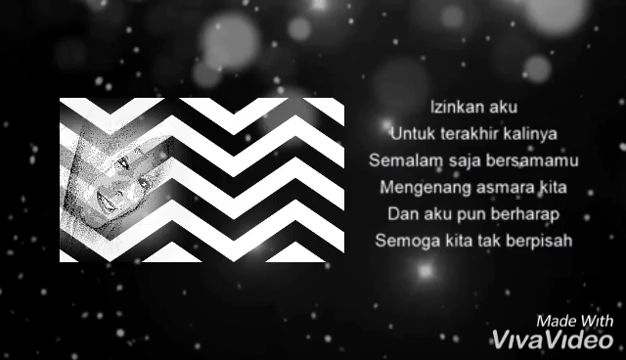 Izinkan aku
Untuk terakhir kalinya
Semalam saja bersamamu
Mengenang asmara kita
Dan aku pun berharap
Semoga kita tak berpisah
Made With
VivaVideo